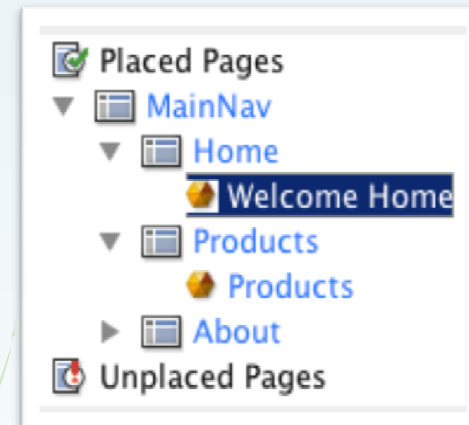 Placed Pages
MainNav
Home
Welcome Home
Products
Products
About
Unplaced Pages